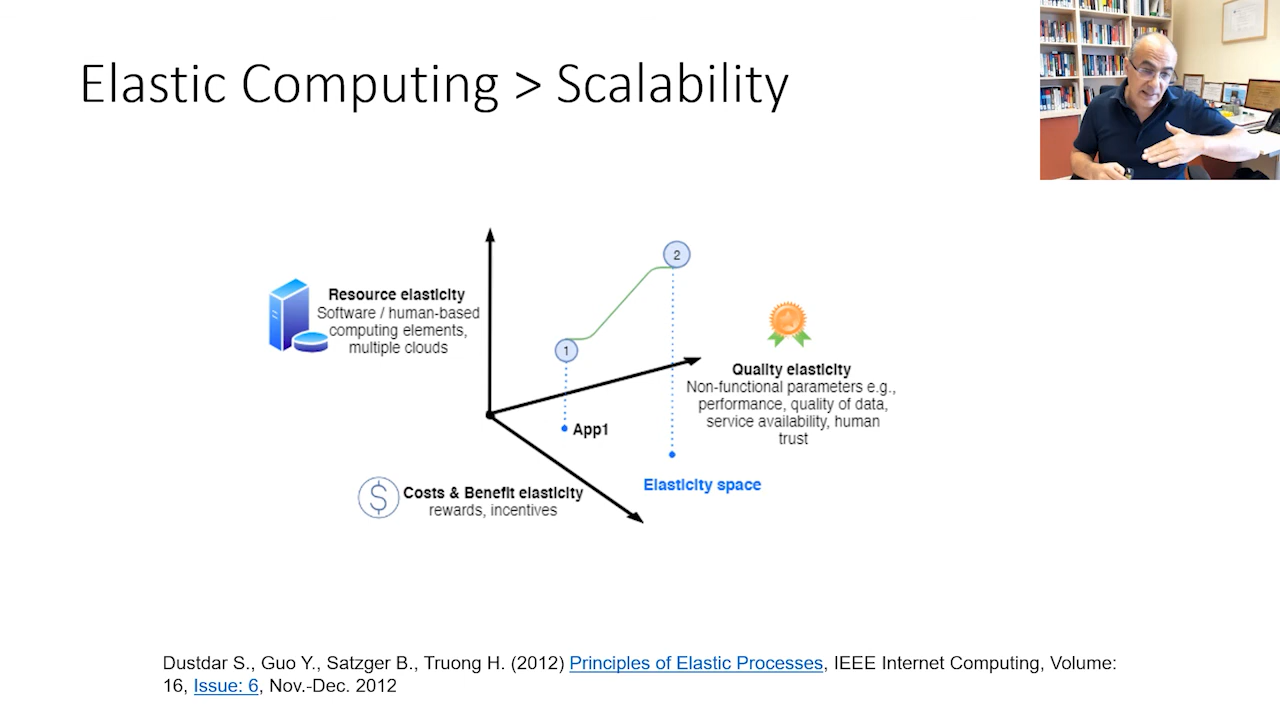 Elastic Computing > Scalability
2
Resource elasticity
Software / human-based
computing elements,
multiple clouds
1
Quality elasticity
Non-functional parameters e.g.,
performance, quality of data,
service availability, human
trust
App1
Elasticity space
$
Costs & Benefit elasticity
rewards, incentives
Dustdar S., Guo Y., Satzger B., Truong H. (2012) Principles of Elastic Processes, IEEE Internet Computing, Volume:
16, Issue: 6, Nov.-Dec. 2012